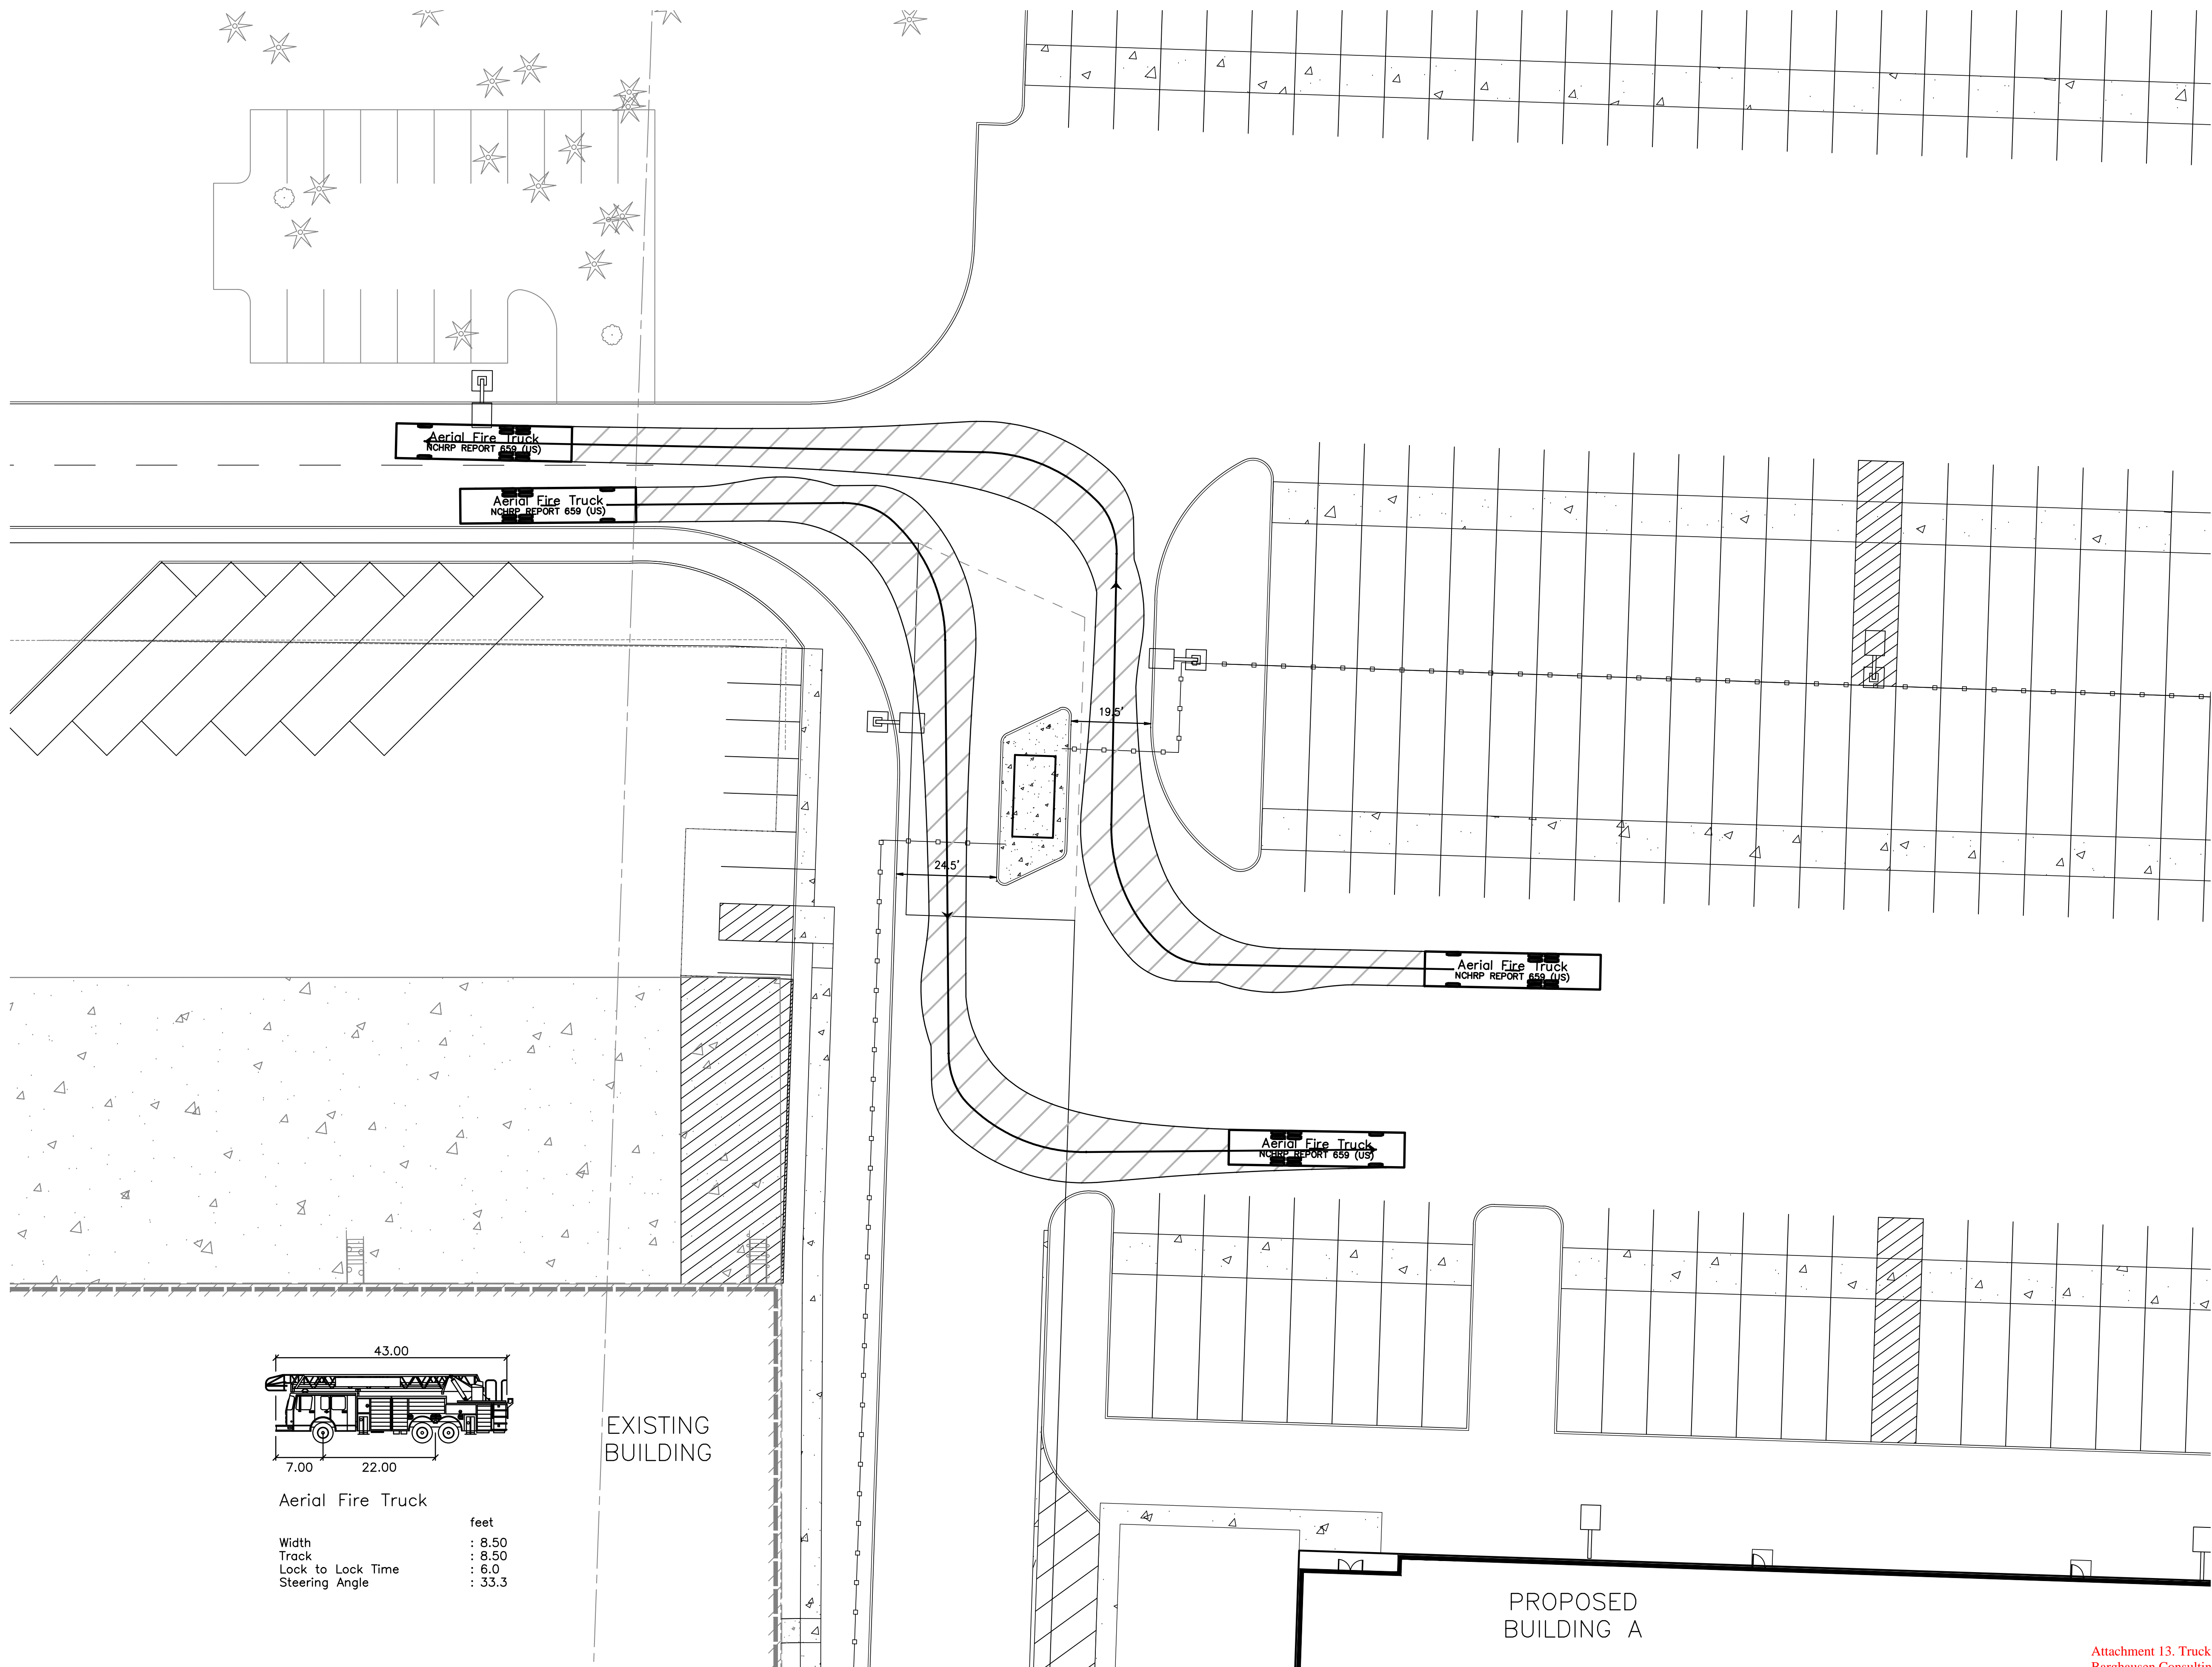 Aerial Fire Truck
NCHRP REPORT 659 (US)
Aerial Fire Truck
NCHRP REPORT 659 (US)
19.5'
24.5'
Aerial Fire Truck
NCHRP REPORT 659 (US)
Aerial Fire Truck
NCHRP REPORT 659 (US)
43.00
7.00 22.00
Aerial Fire Truck
feet
Width : 8.50
Track : 8.50
Lock to Lock Time : 6.0
Steering Angle : 33.3
EXISTING
BUILDING
PROPOSED
BUILDING A
Attachment 13. Truck